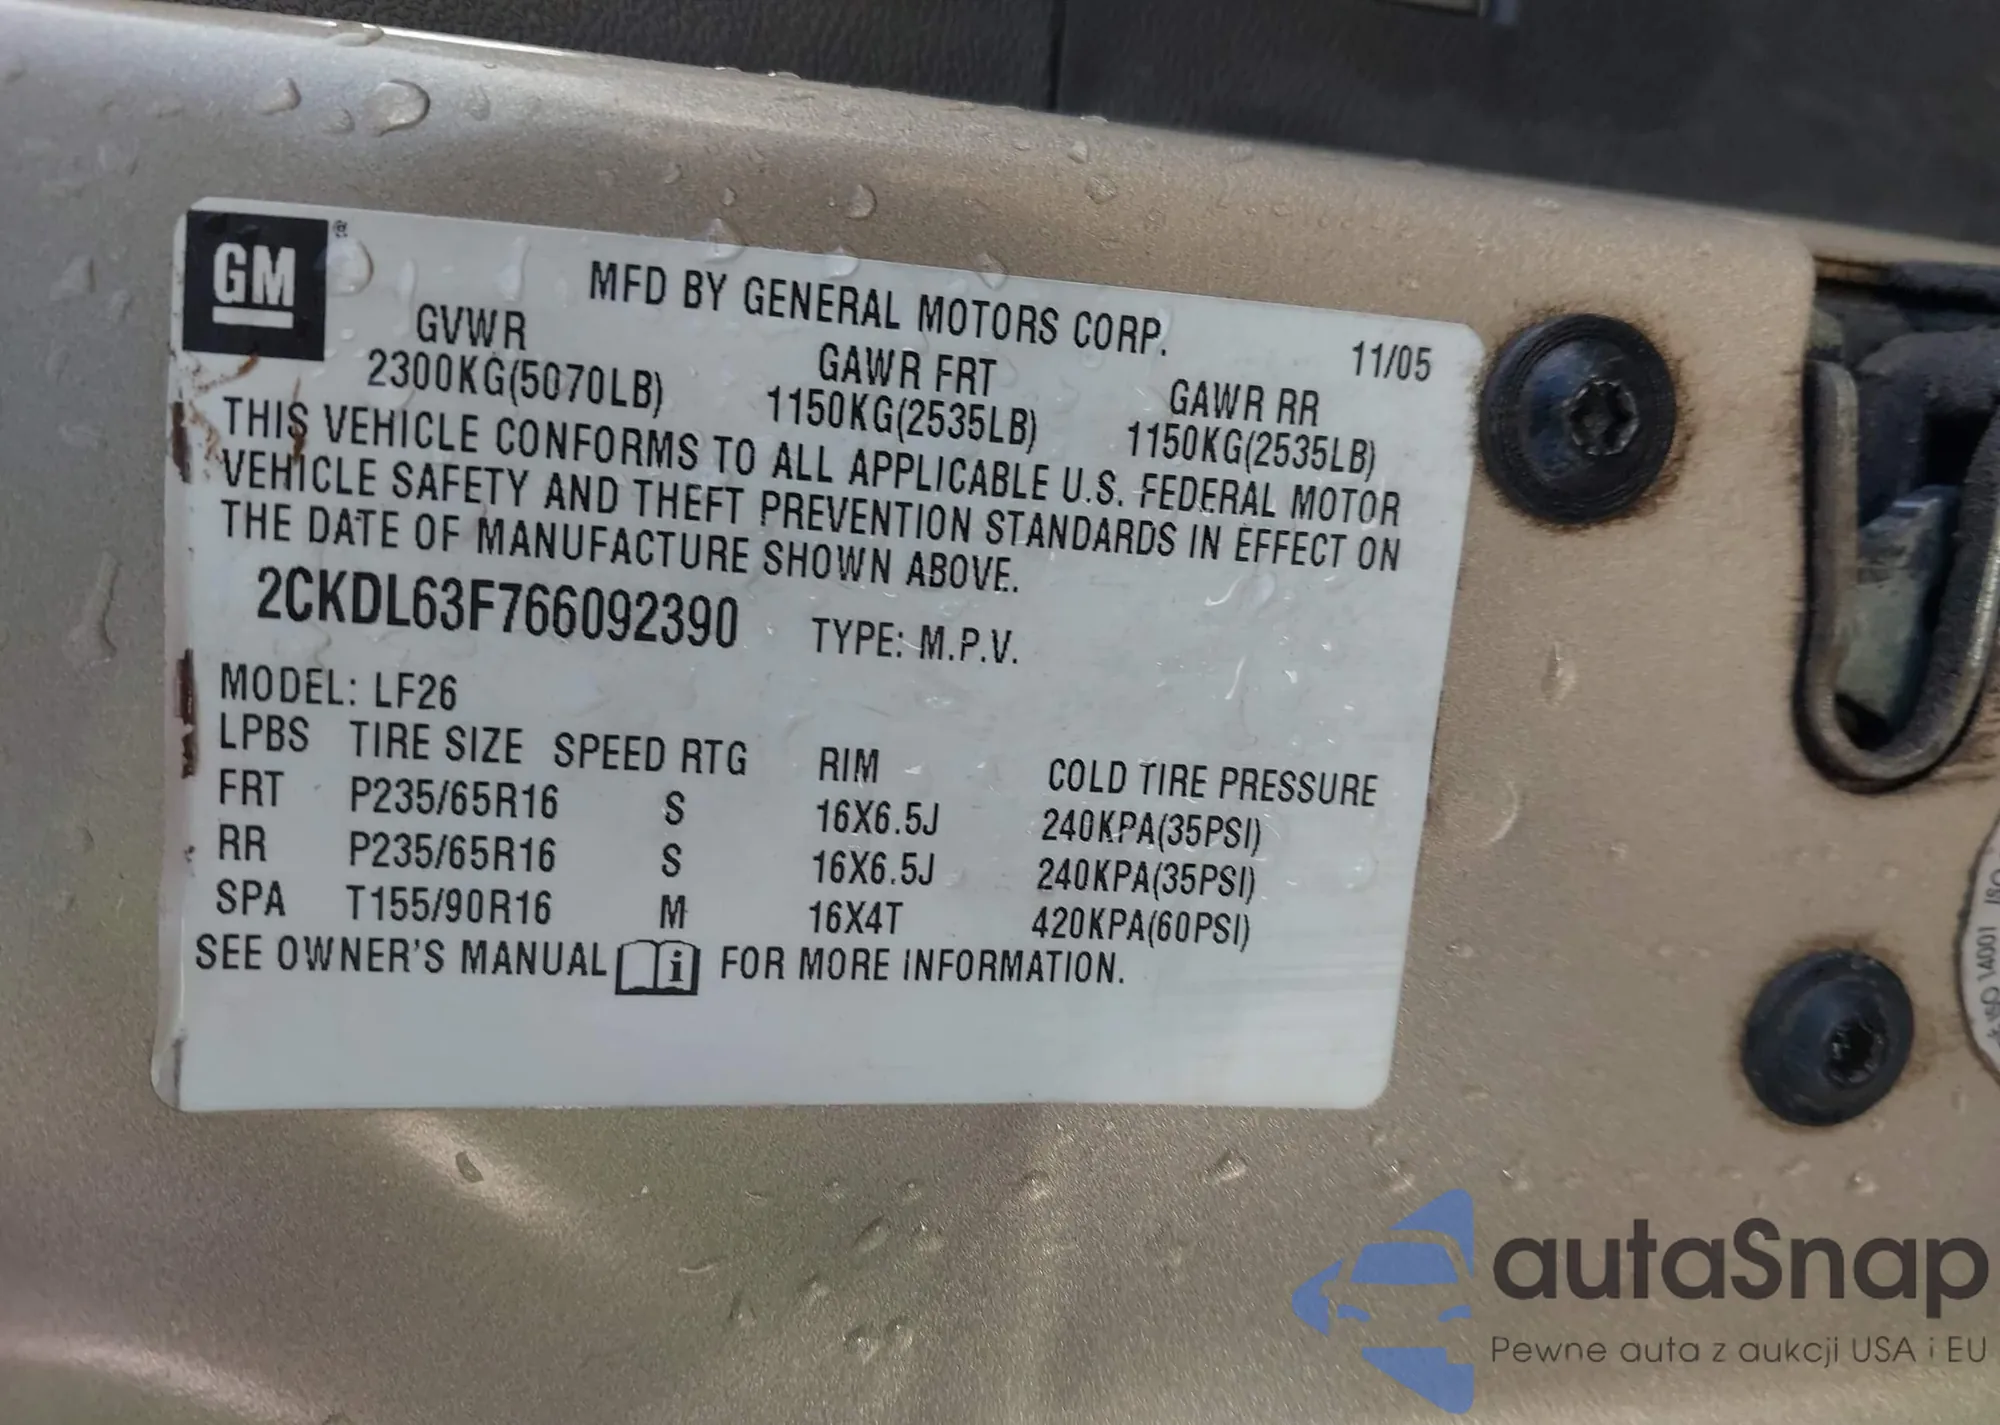 GM ®
MFD BY GENERAL MOTORS CORP.
11/05
GVWR GAWR FRT GAWR RR
2300KG(5070LB) 1150KG(2535LB) 1150KG(2535LB)
THIS VEHICLE CONFORMS TO ALL APPLICABLE U.S. FEDERAL MOTOR
VEHICLE SAFETY AND THEFT PREVENTION STANDARDS IN EFFECT ON
THE DATE OF MANUFACTURE SHOWN ABOVE.
2CKDL63F766092390 TYPE: M.P.V.
MODEL: LF26
LPBS TIRE SIZE SPEED RTG RIM COLD TIRE PRESSURE
FRT P235/65R16 S 16X6.5J 240KPA(35PSI)
RR P235/65R16 S 16X6.5J 240KPA(35PSI)
SPA T155/90R16 M 16X4T 420KPA(60PSI)
SEE OWNER'S MANUAL i FOR MORE INFORMATION.
ISO 14001
autaSnap
Pewne auta z aukcji USA i EU